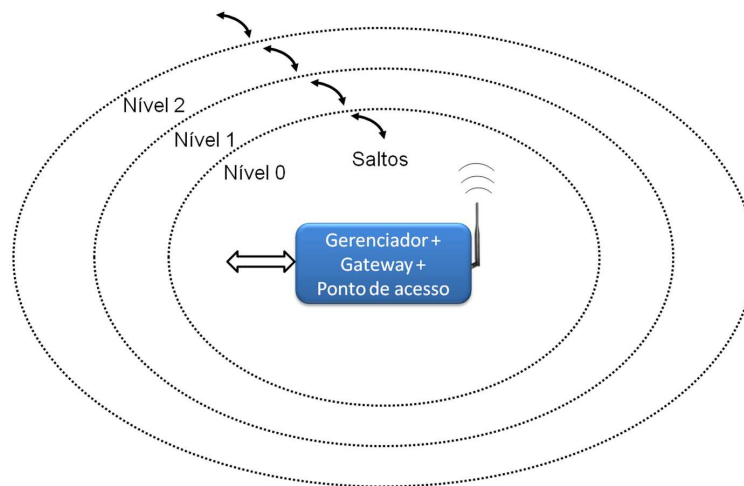 Nível 2
Nível 1
Nível 0
Saltos
Gerenciador +
Gateway +
Ponto de acesso